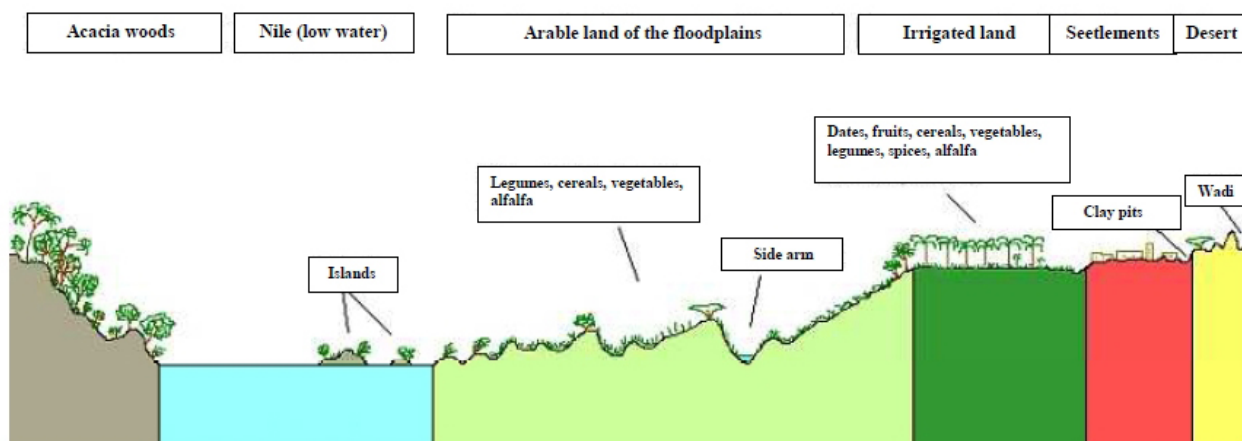 Acacia woods
Nile (low water)
Arable land of the floodplains
Irrigated land
Seetlements
Desert
Dates, fruits, cereals, vegetables,
legumes, spices, alfalfa
Legumes, cereals, vegetables,
alfalfa
Wadi
Clay pits
Side arm
Islands